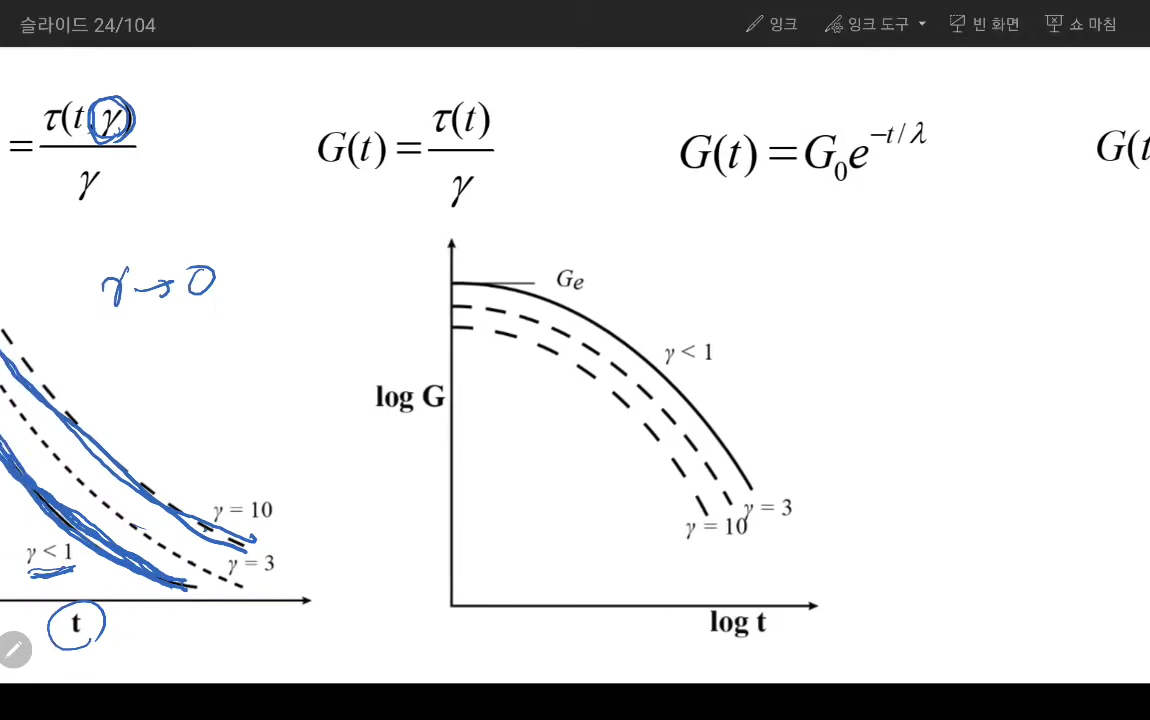 슬라이드 24/104
잉크 잉크 도구 빈 화면 쇼 마침
= τ(t, γ) / γ
G(t) = τ(t) / γ
G(t) = G₀e^{-t/λ}
G(t
γ → 0
Ge
γ < 1
log G
γ = 10
γ = 3
γ = 10
γ < 1
γ = 3
t
log t